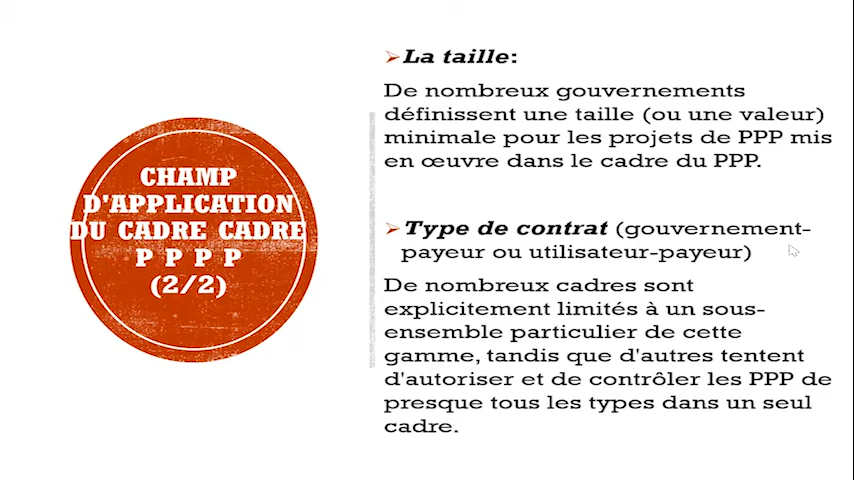 CHAMP
D'APPLICATION
DU CADRE CADRE
P P P P
(2/2)
➢La taille:
De nombreux gouvernements
définissent une taille (ou une valeur)
minimale pour les projets de PPP mis
en œuvre dans le cadre du PPP.
➢Type de contrat (gouvernement-
payeur ou utilisateur-payeur)
De nombreux cadres sont
explicitement limités à un sous-
ensemble particulier de cette
gamme, tandis que d'autres tentent
d'autoriser et de contrôler les PPP de
presque tous les types dans un seul
cadre.